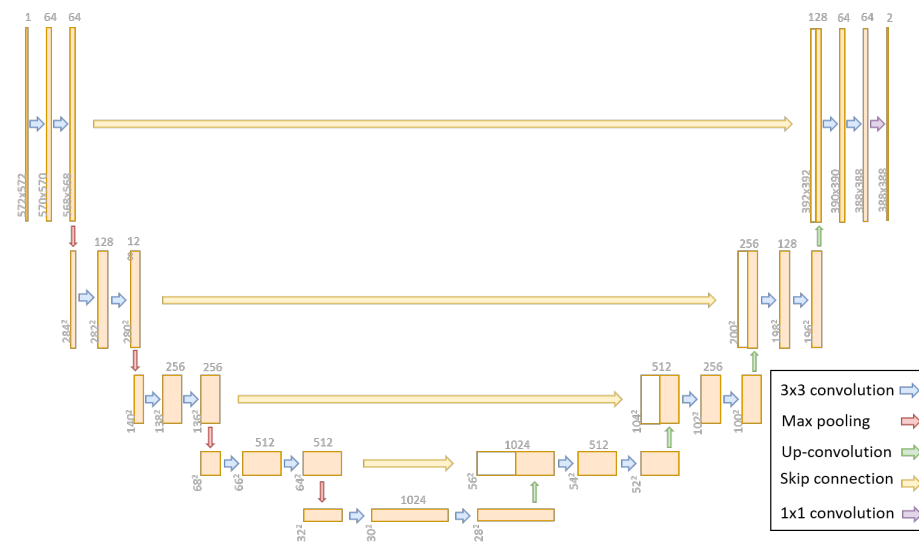 1 64 64 128 64 64 2
572x572 570x570 568x568 392x392 390x390 388x388 388x388
128 12
8
256 128
284² 282² 280² 200² 198² 196²
256 256 512 256
140² 138² 136² 104² 102² 100²
512 512 1024 512
68² 66² 64² 56² 54² 52²
1024
32² 30² 28²
3x3 convolution
Max pooling
Up-convolution
Skip connection
1x1 convolution